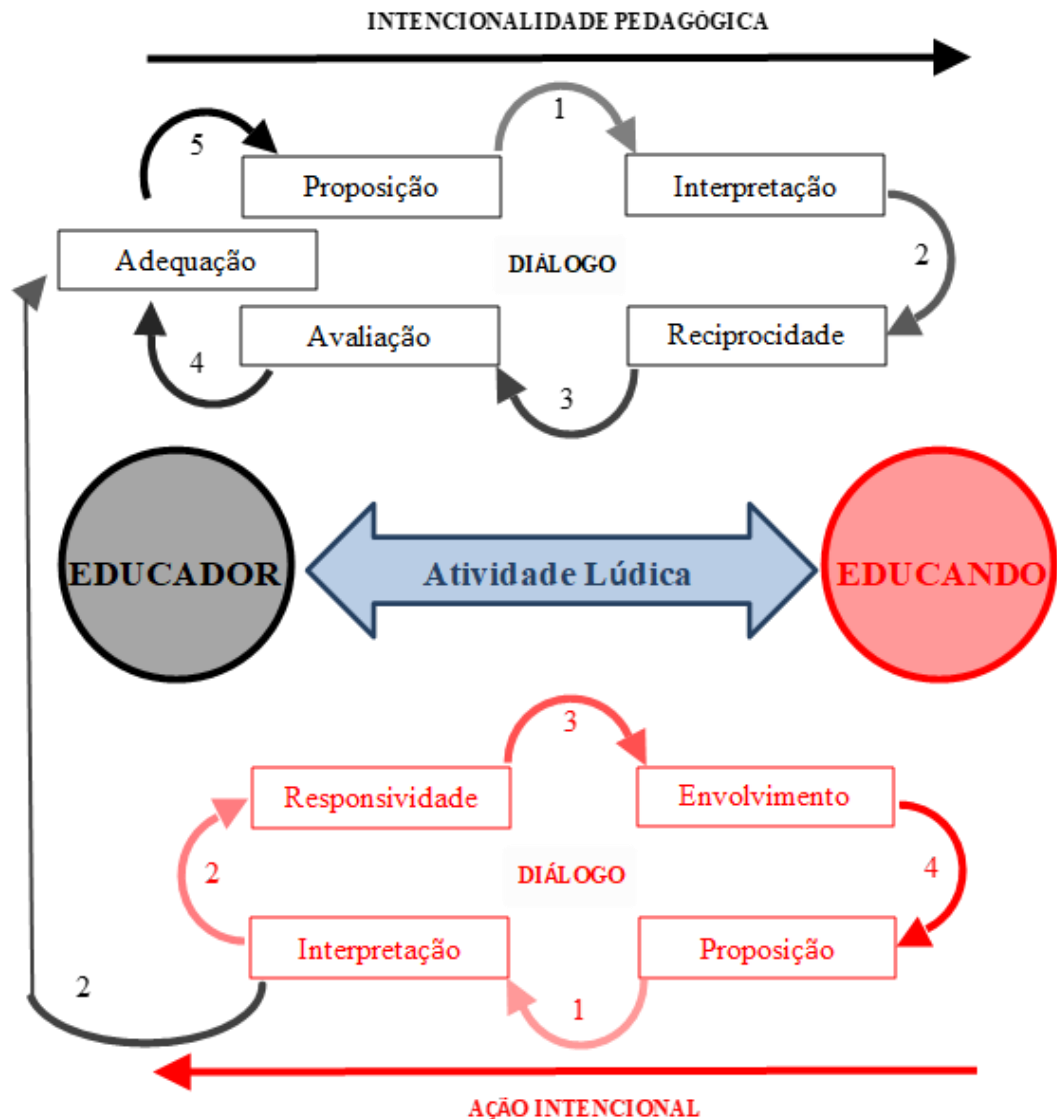 INTENCIONALIDADE PEDAGÓGICA
1
5
Proposição
Interpretação
2
Adequação
DIÁLOGO
Avaliação
Reciprocidade
4
3
EDUCADOR
Atividade Lúdica
EDUCANDO
3
Responsividade
Envolvimento
2
DIÁLOGO
4
Interpretação
Proposição
2
1
AÇÃO INTENCIONAL